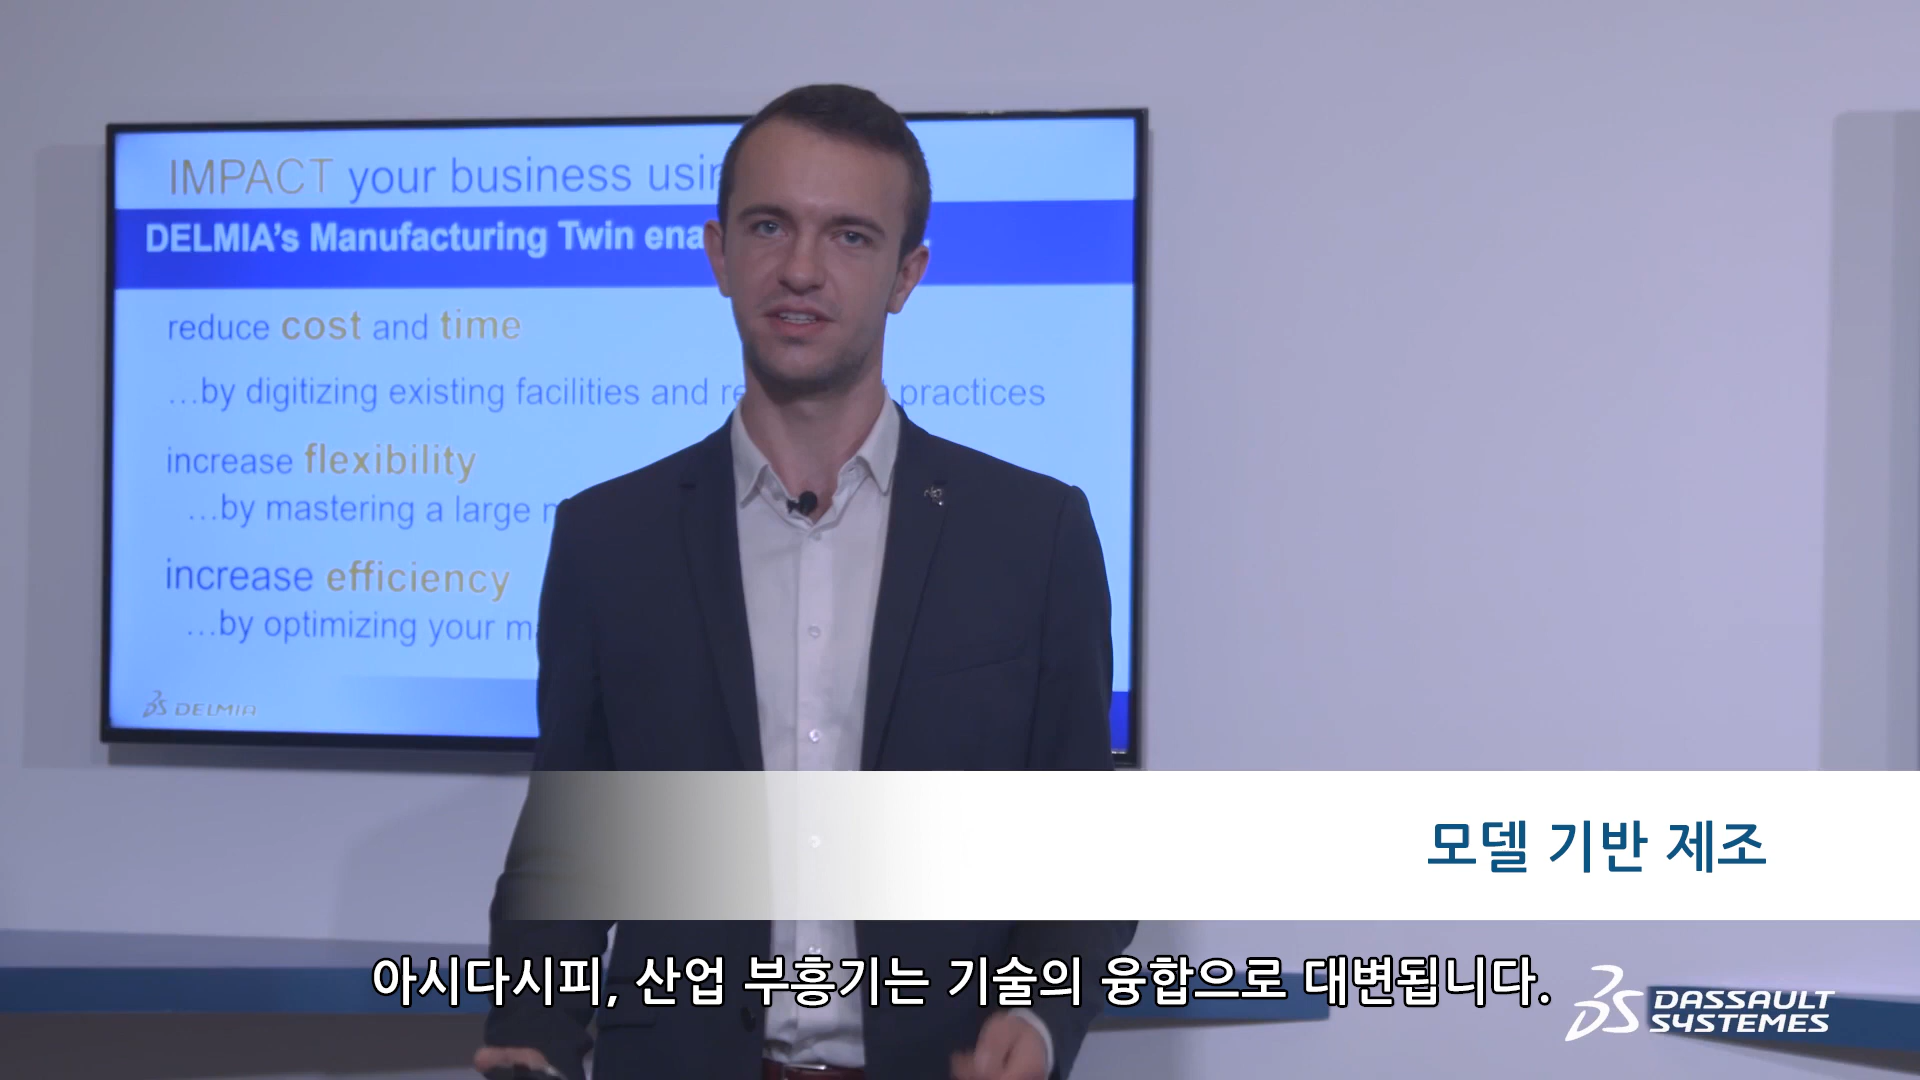 IMPACT your business
DELMIA's Manufacturing Twin
reduce cost and time
...by digitizing existing facilities and practices
increase flexibility
...by mastering a large
increase efficiency
...by optimizing your
DS DELMIA
모델 기반 제조
아시다시피, 산업 부흥기는 기술의 융합으로 대변됩니다.
DS DASSAULT
SYSTEMES